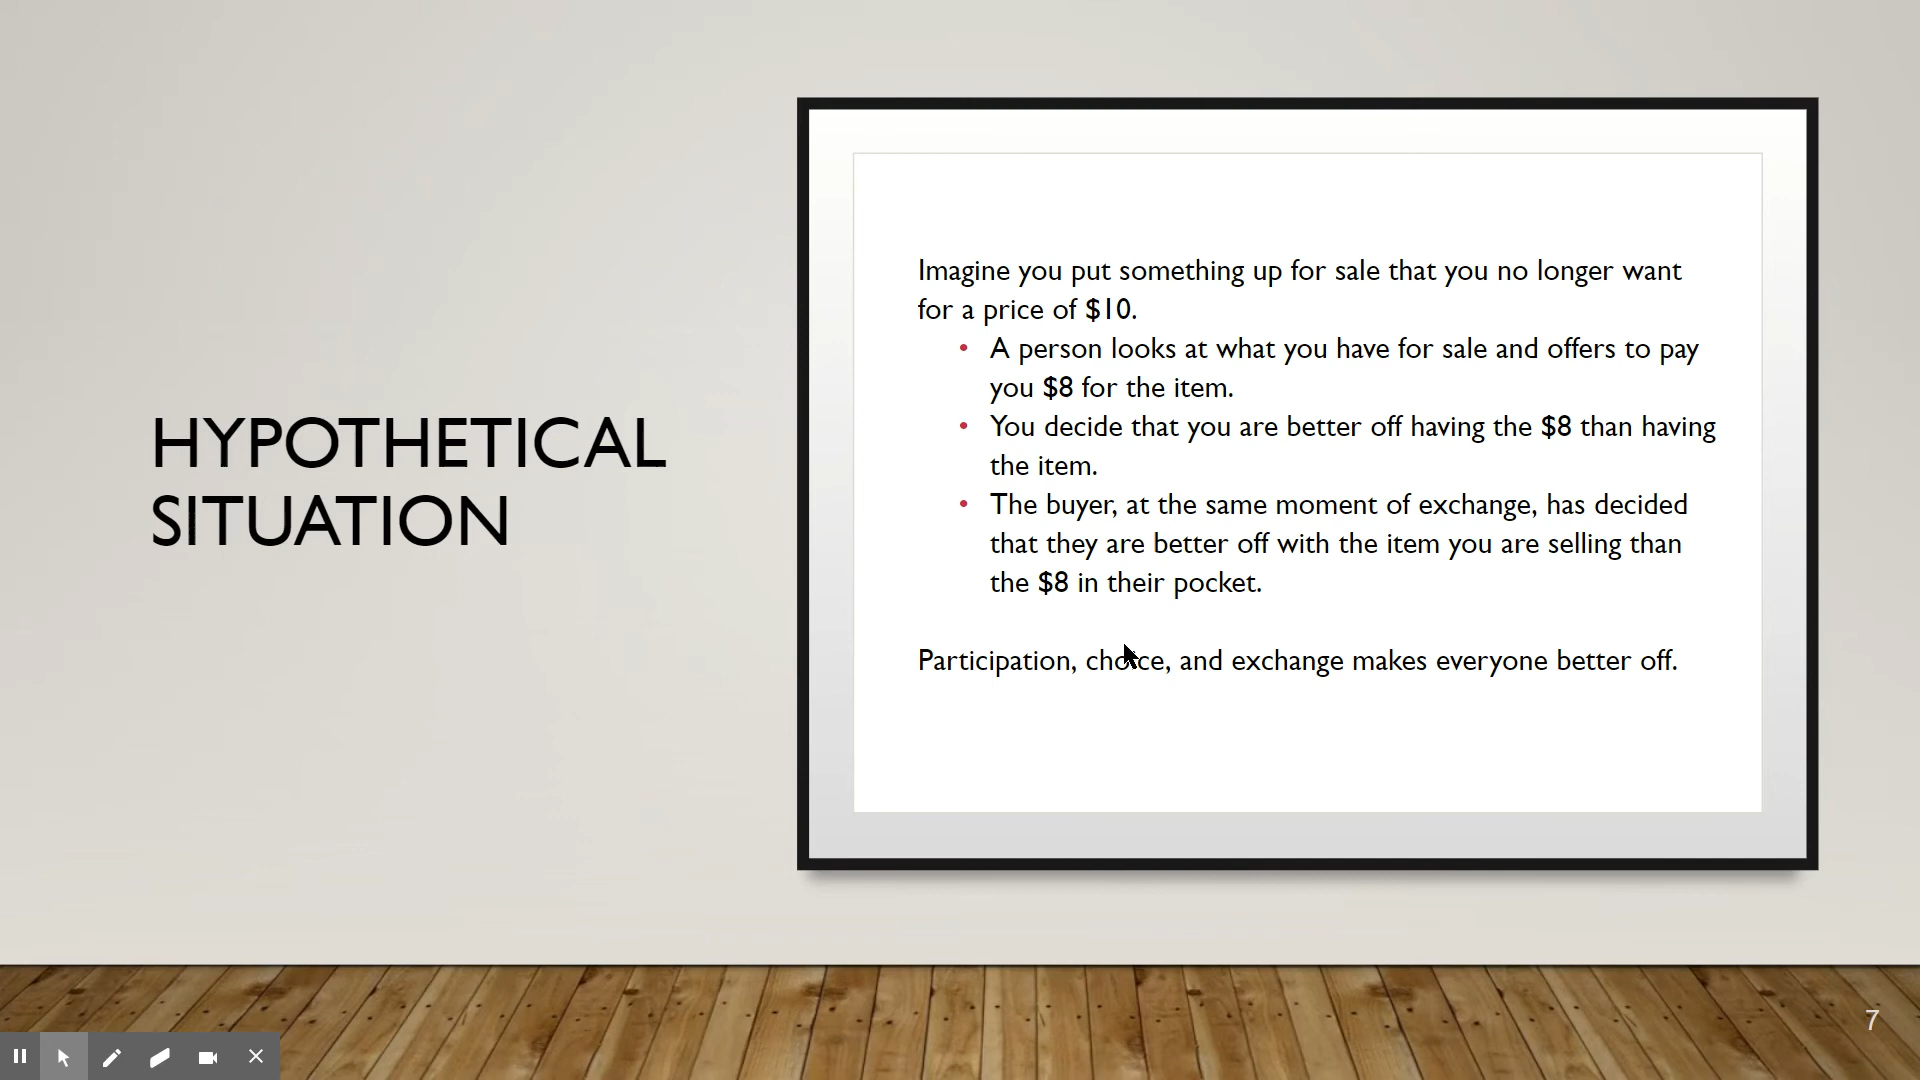 HYPOTHETICAL
SITUATION
Imagine you put something up for sale that you no longer want
for a price of $10.
• A person looks at what you have for sale and offers to pay
you $8 for the item.
• You decide that you are better off having the $8 than having
the item.
• The buyer, at the same moment of exchange, has decided
that they are better off with the item you are selling than
the $8 in their pocket.
Participation, choice, and exchange makes everyone better off.
7